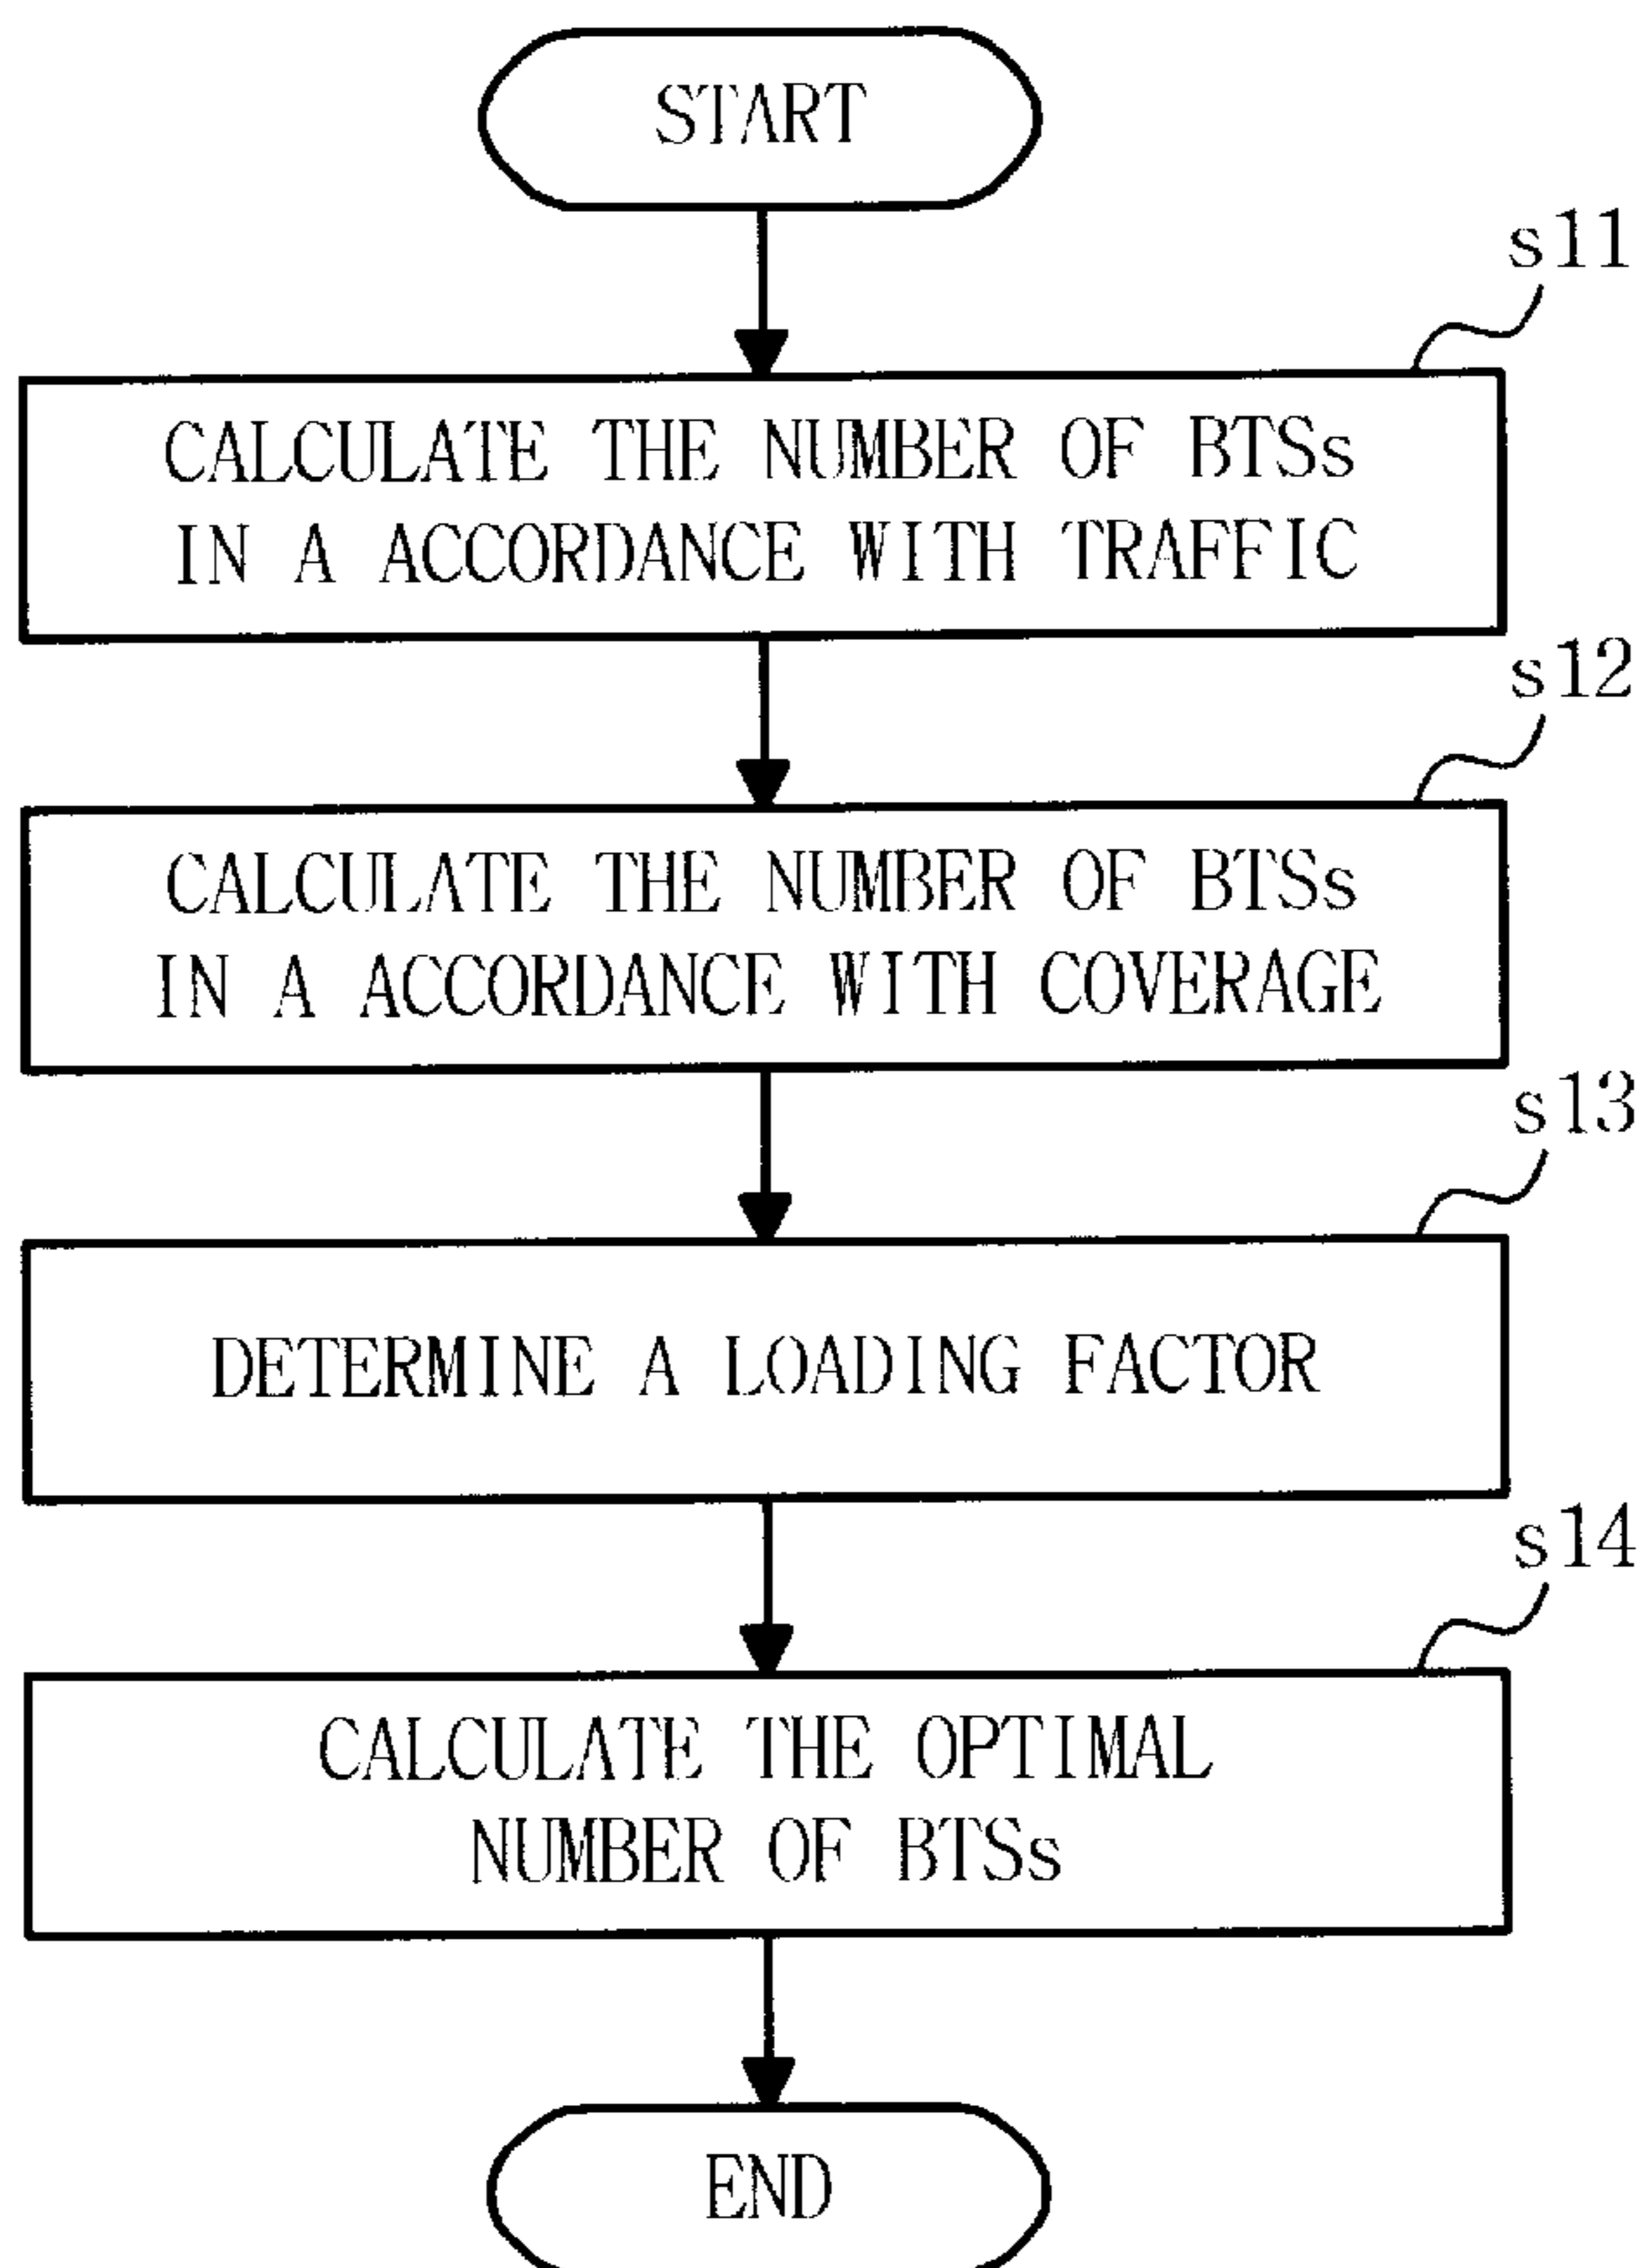 START
s11
CALCULATE THE NUMBER OF BTSs
IN A ACCORDANCE WITH TRAFFIC
s12
CALCULATE THE NUMBER OF BTSs
IN A ACCORDANCE WITH COVERAGE
s13
DETERMINE A LOADING FACTOR
s14
CALCULATE THE OPTIMAL
NUMBER OF BTSs
END